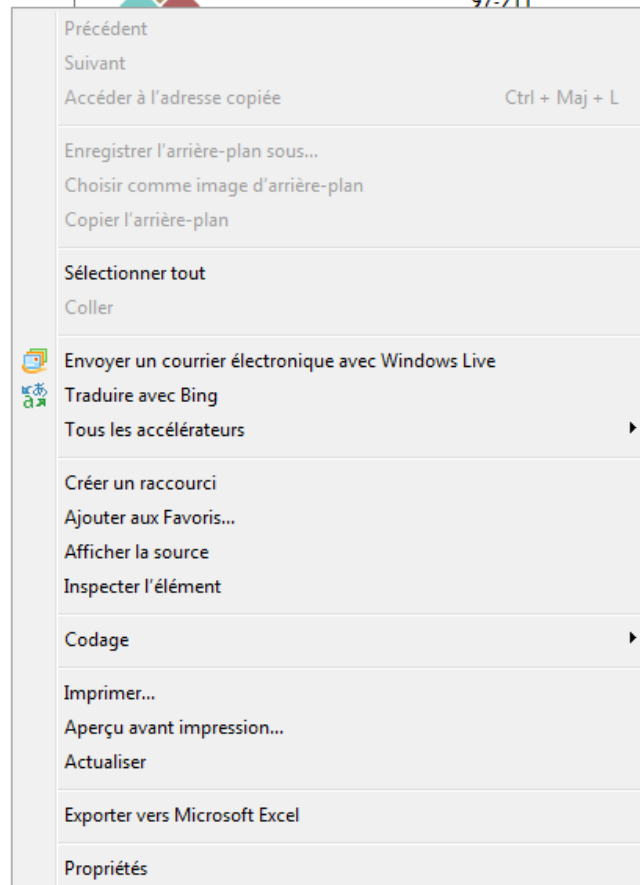 97-211
Précédent
Suivant
Accéder à l'adresse copiée Ctrl + Maj + L
Enregistrer l'arrière-plan sous...
Choisir comme image d'arrière-plan
Copier l'arrière-plan
Sélectionner tout
Coller
Envoyer un courrier électronique avec Windows Live
Traduire avec Bing
Tous les accélérateurs
Créer un raccourci
Ajouter aux Favoris...
Afficher la source
Inspecter l'élément
Codage
Imprimer...
Aperçu avant impression...
Actualiser
Exporter vers Microsoft Excel
Propriétés